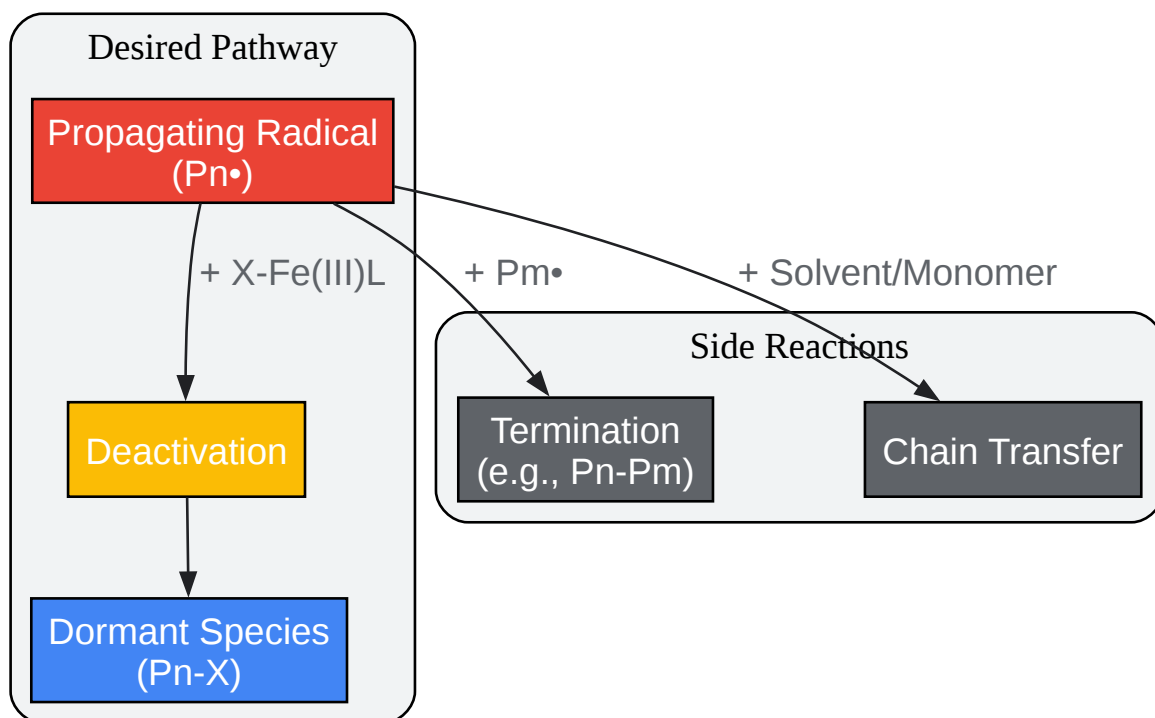 Desired Pathway
Propagating Radical
(Pn•)
+ X-Fe(III)L
+ Pm•
+ Solvent/Monomer
Side Reactions
Deactivation
Termination
(e.g., Pn-Pm)
Chain Transfer
Dormant Species
(Pn-X)